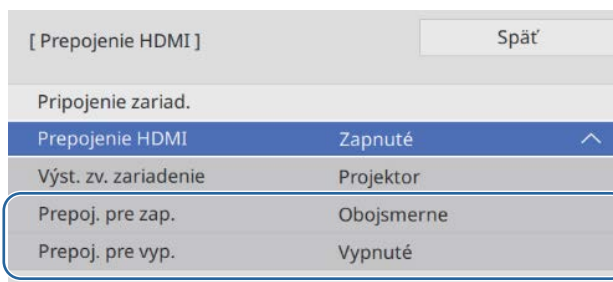 [ Prepojenie HDMI ] Späť
Pripojenie zariad.
Prepojenie HDMI Zapnuté
Výst. zv. zariadenie Projektor
Prepoj. pre zap. Obojsmerne
Prepoj. pre vyp. Vypnuté